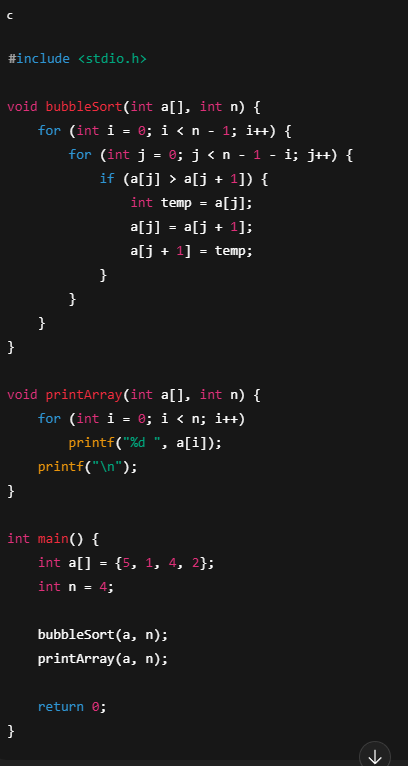 c
#include <stdio.h>
void bubbleSort(int a[], int n) {
    for (int i = 0; i < n - 1; i++) {
        for (int j = 0; j < n - 1 - i; j++) {
            if (a[j] > a[j + 1]) {
                int temp = a[j];
                a[j] = a[j + 1];
                a[j + 1] = temp;
            }
        }
    }
}
void printArray(int a[], int n) {
    for (int i = 0; i < n; i++)
        printf("%d ", a[i]);
    printf("\n");
}
int main() {
    int a[] = {5, 1, 4, 2};
    int n = 4;
    bubbleSort(a, n);
    printArray(a, n);
    return 0;
}